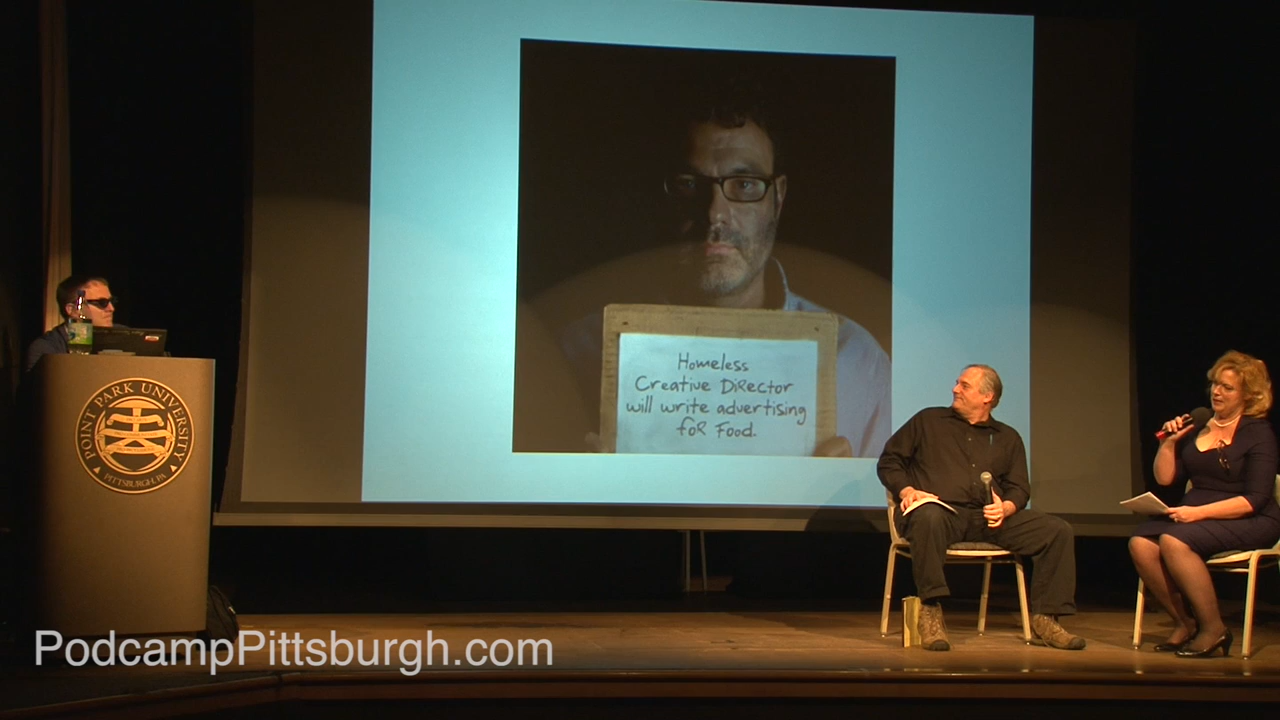 Homeless
Creative Director
will write advertising
for Food.
POINT PARK UNIVERSITY
PITTSBURGH, PA
PodcampPittsburgh.com